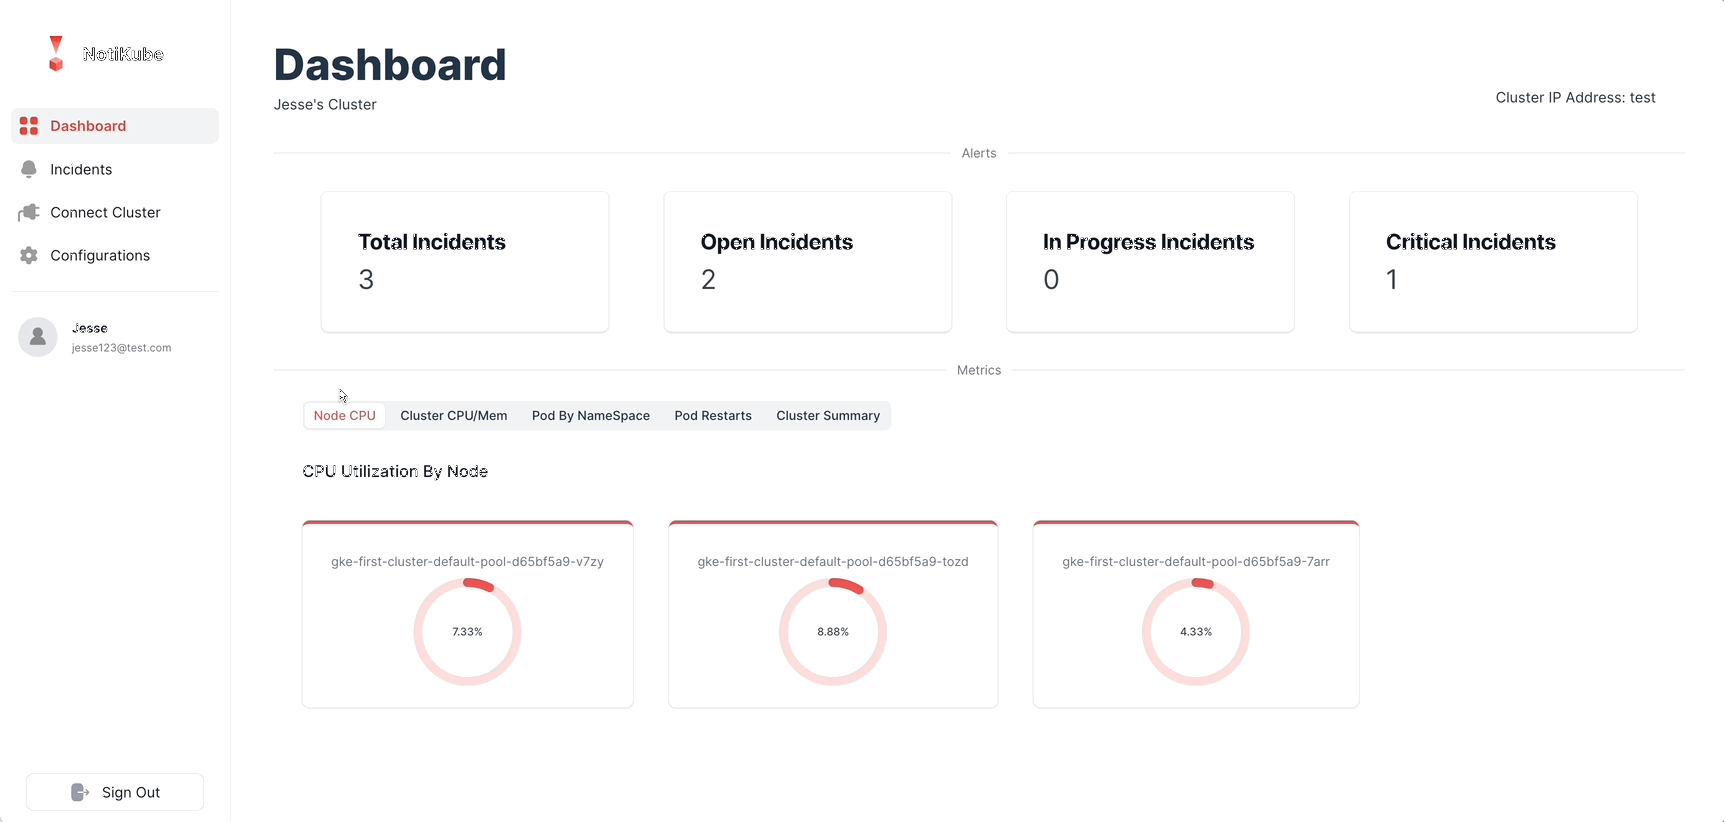 NotiKube
Dashboard
Incidents
Connect Cluster
Configurations
Jesse
jesse123@test.com
Sign Out
Dashboard
Jesse's Cluster
Cluster IP Address: test
Alerts
Total Incidents
3
Open Incidents
2
In Progress Incidents
0
Critical Incidents
1
Metrics
Node CPU Cluster CPU/Mem Pod By NameSpace Pod Restarts Cluster Summary
CPU Utilization By Node
gke-first-cluster-default-pool-d65bf5a9-v7zy
7.33%
gke-first-cluster-default-pool-d65bf5a9-tozd
8.88%
gke-first-cluster-default-pool-d65bf5a9-7arr
4.33%